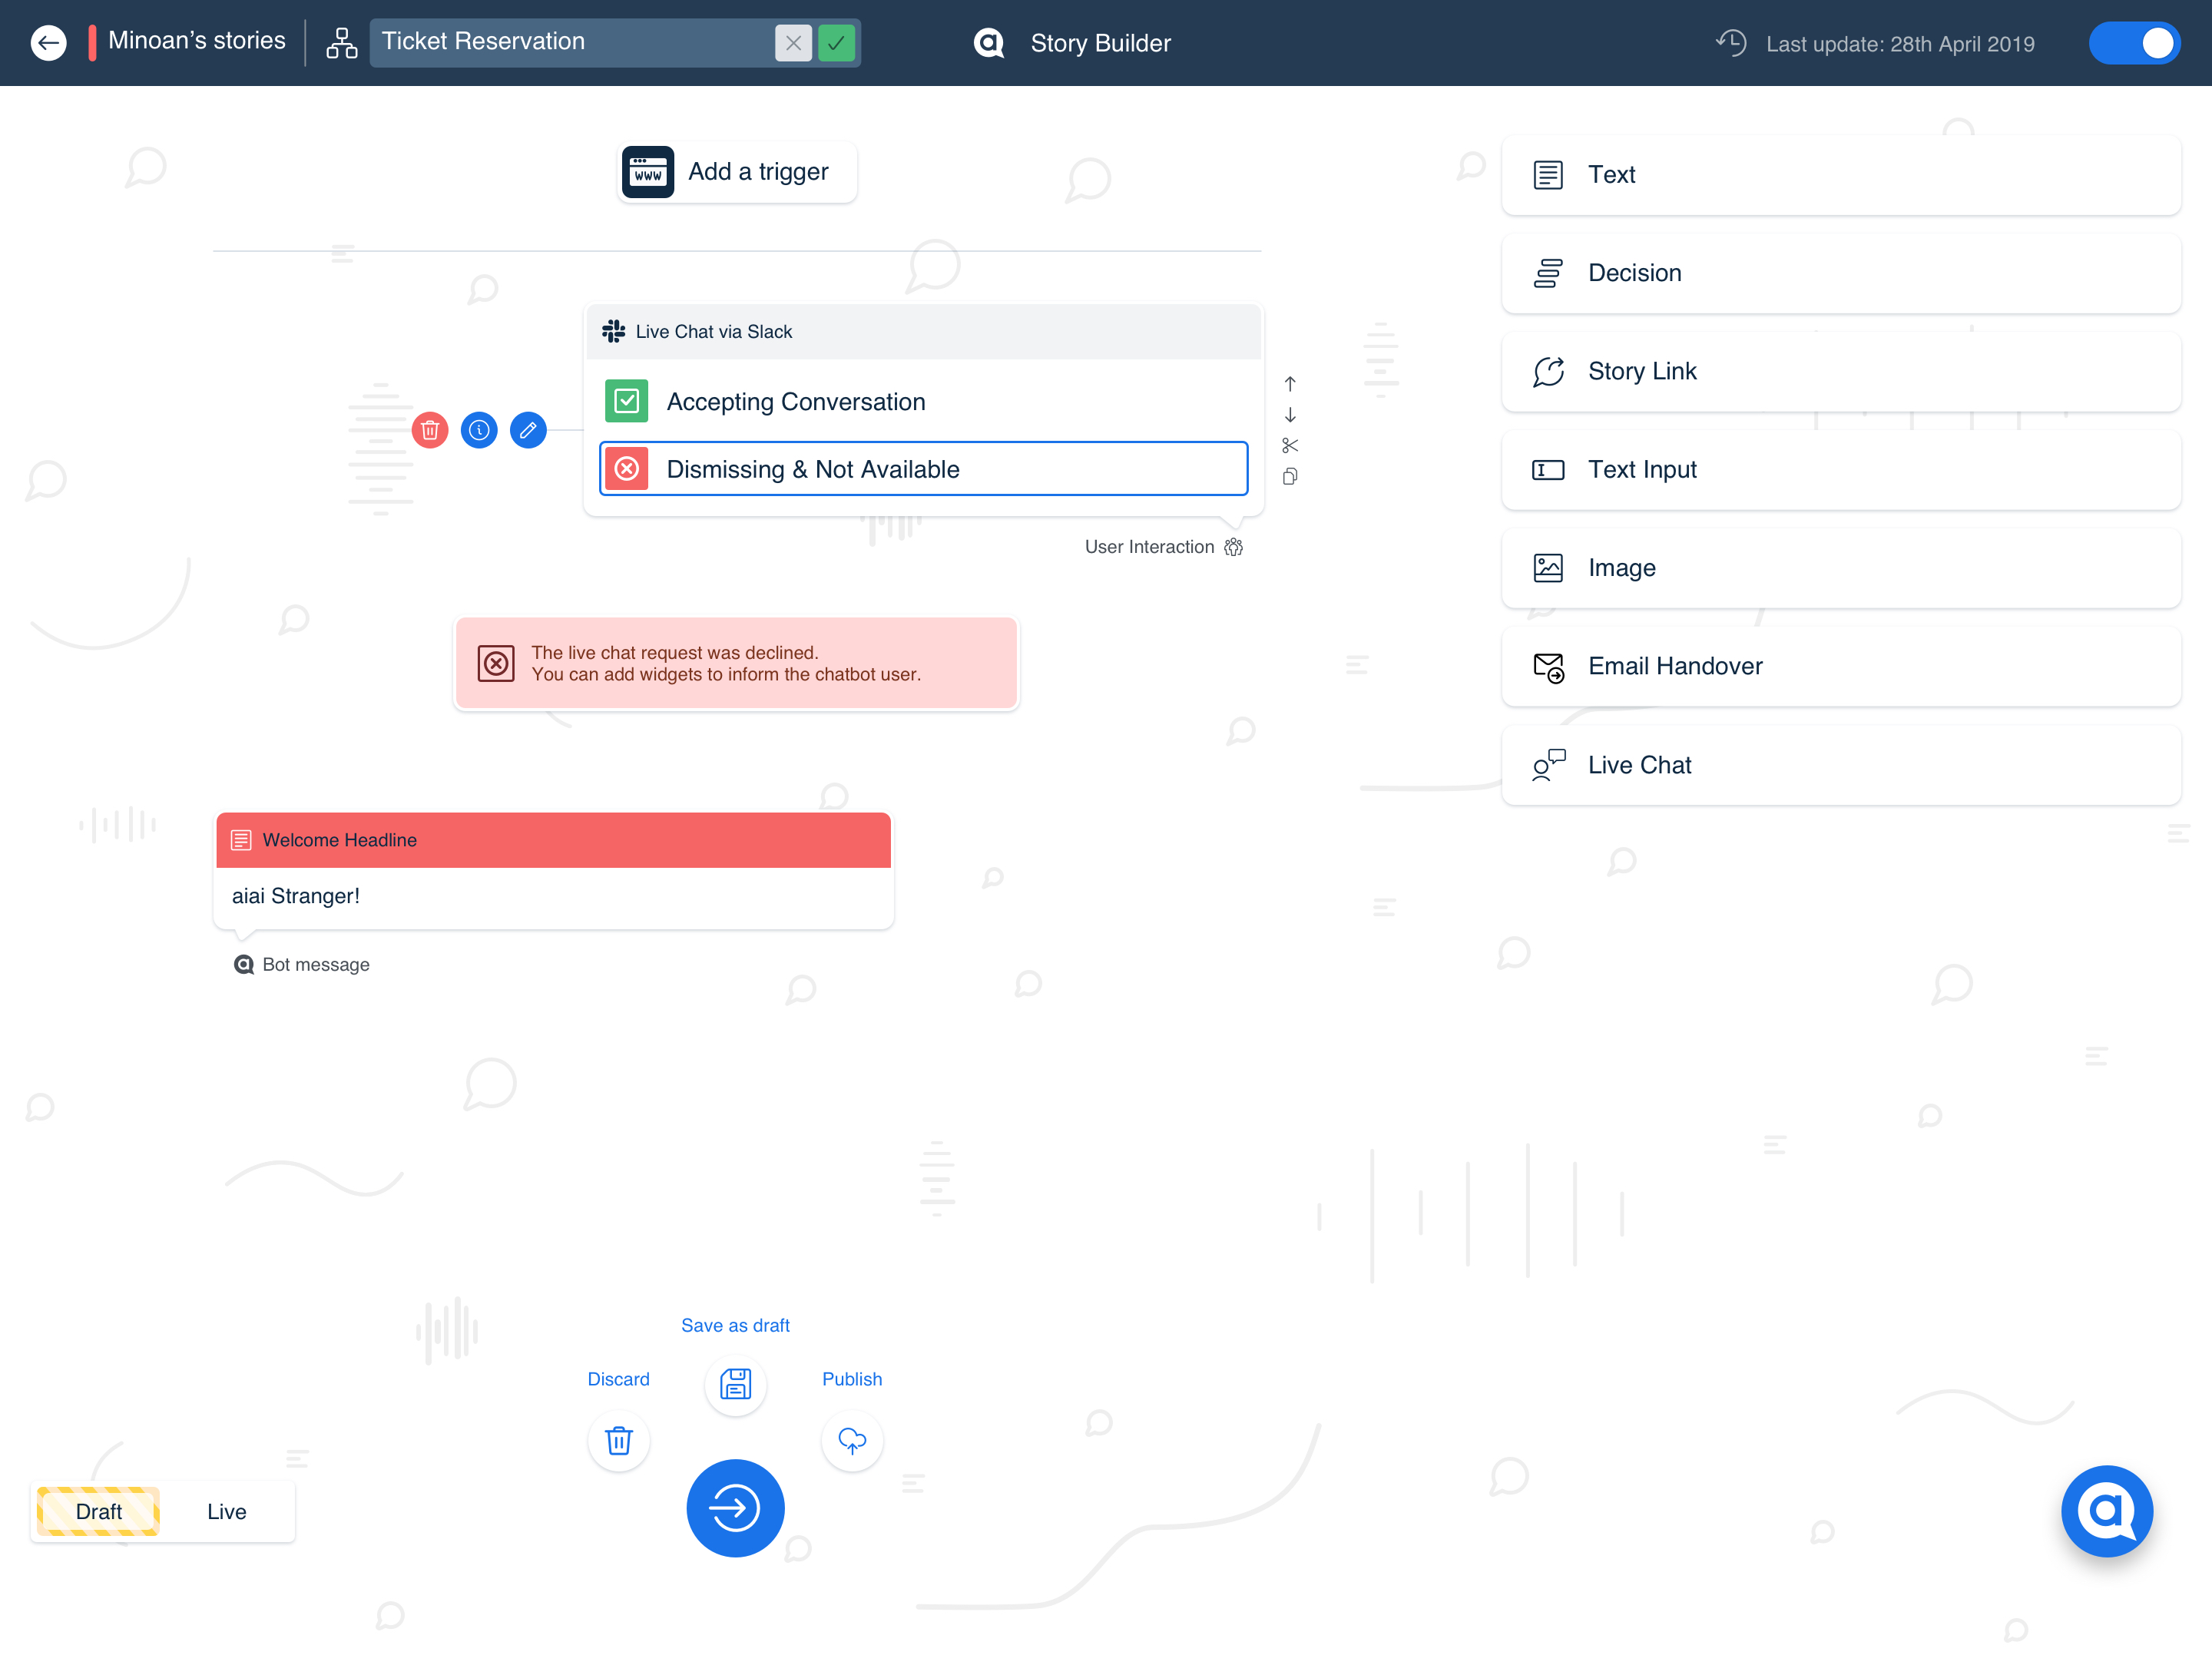 Minoan's stories
Ticket Reservation
Story Builder
Last update: 28th April 2019
www
Add a trigger
Live Chat via Slack
Accepting Conversation
Dismissing & Not Available
User Interaction
The live chat request was declined.
You can add widgets to inform the chatbot user.
Welcome Headline
aiai Stranger!
Bot message
Text
Decision
Story Link
Text Input
Image
Email Handover
Live Chat
Save as draft
Discard
Publish
Draft
Live